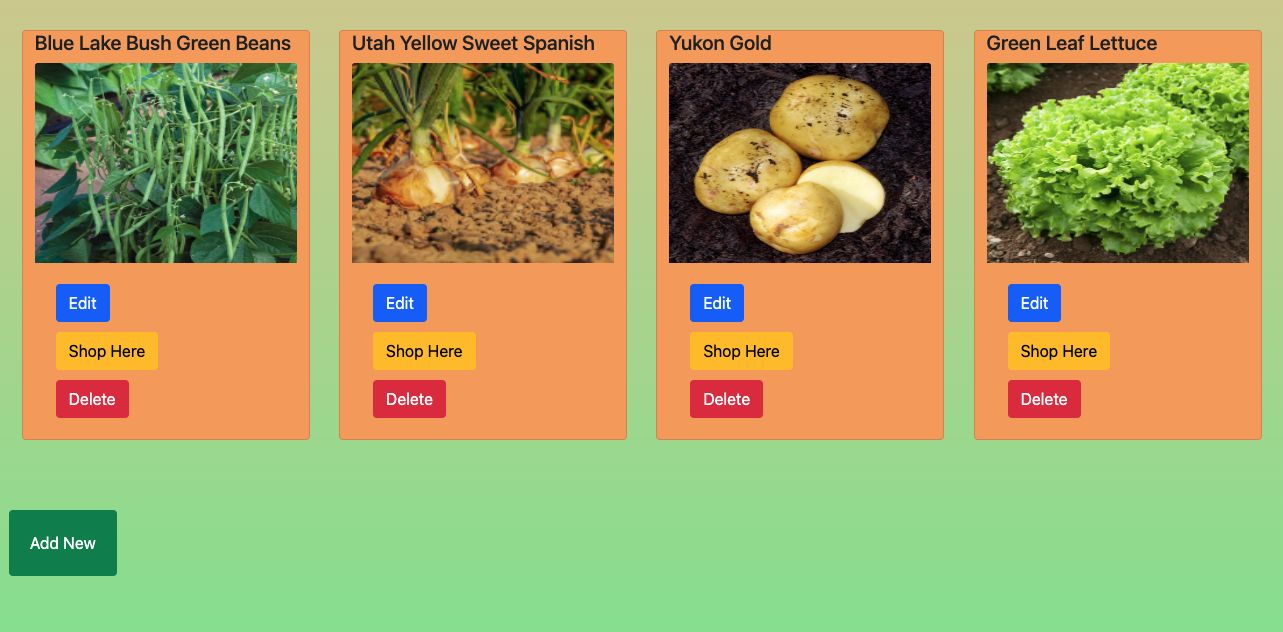 Blue Lake Bush Green Beans
Edit
Shop Here
Delete
Utah Yellow Sweet Spanish
Edit
Shop Here
Delete
Yukon Gold
Edit
Shop Here
Delete
Green Leaf Lettuce
Edit
Shop Here
Delete
Add New